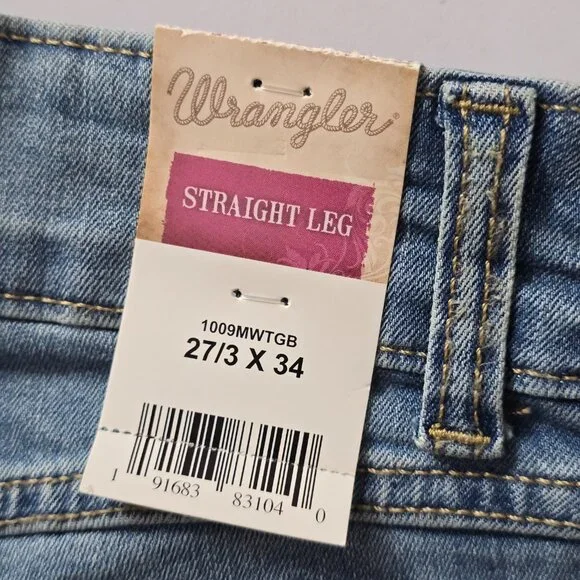 Wrangler
STRAIGHT LEG
1009MWTGB
27/3 X 34
1 91683 83104 0